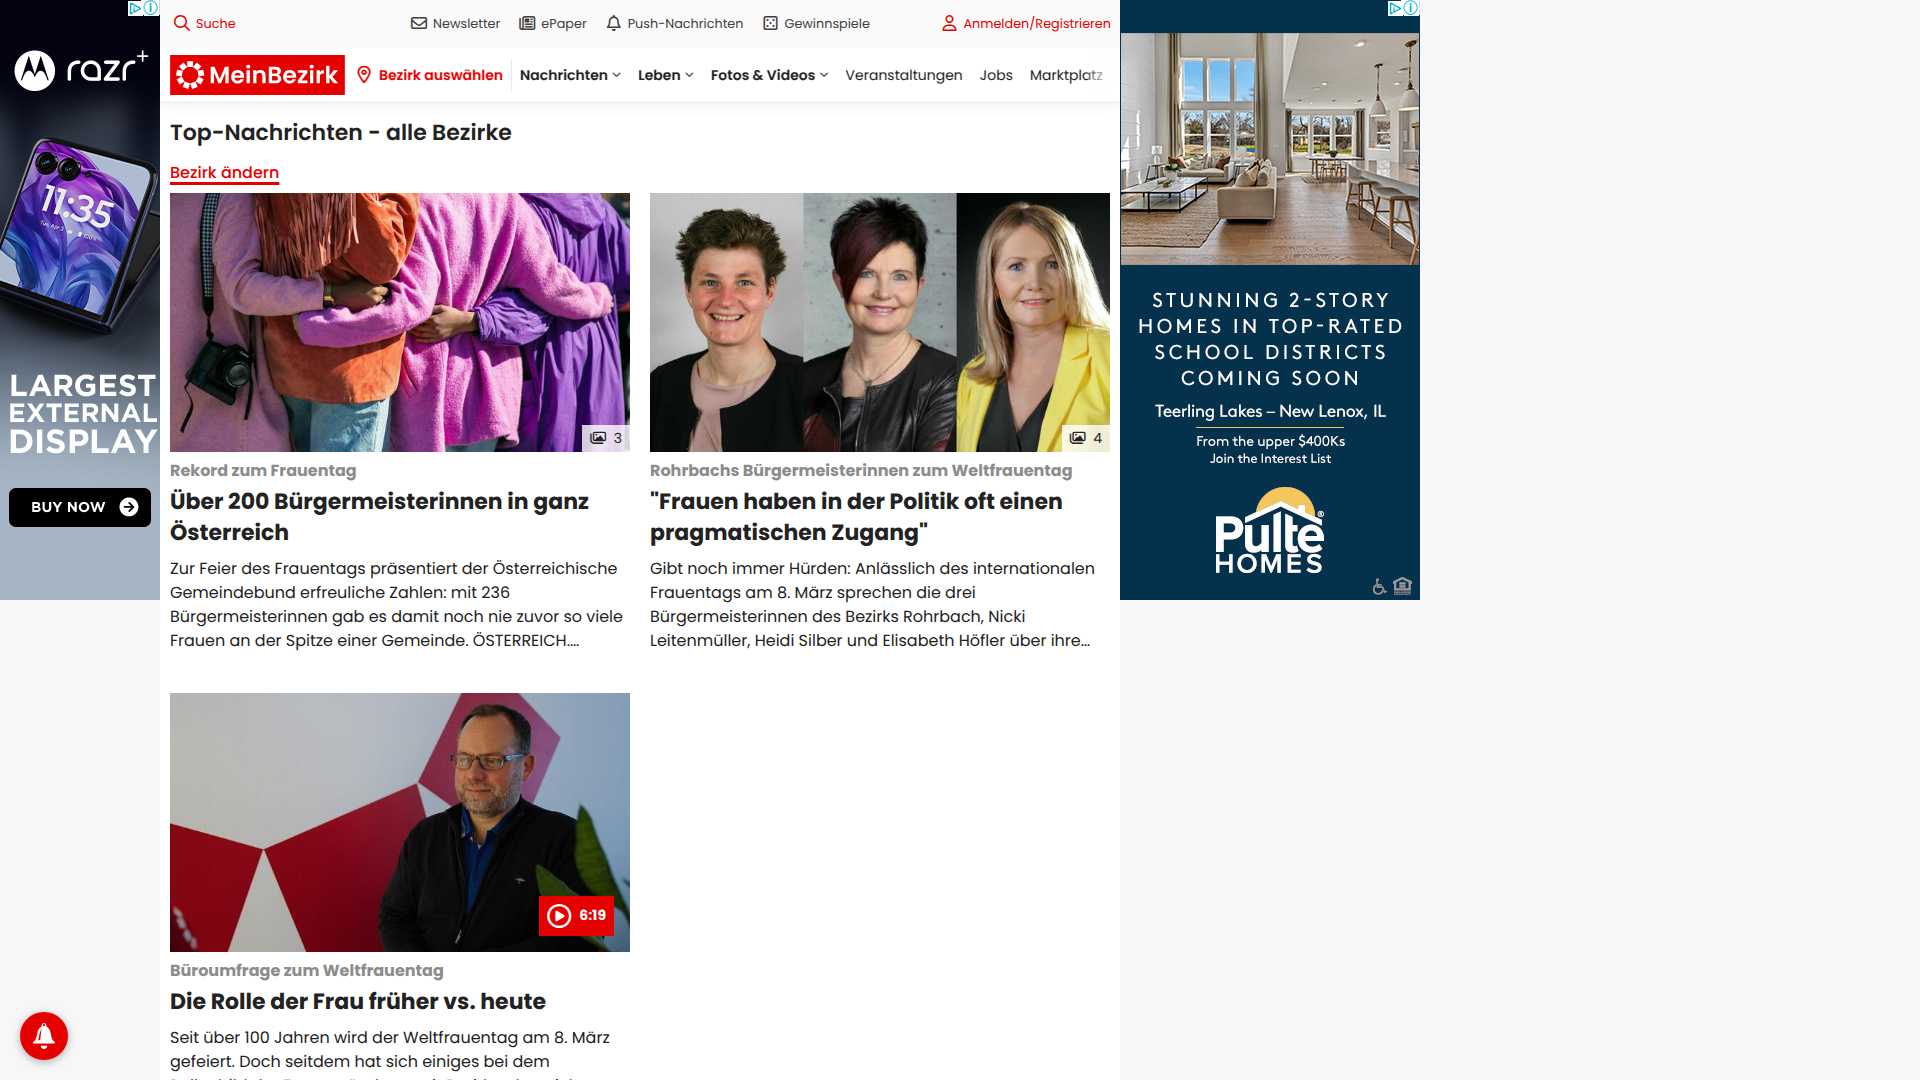 Suche
Newsletter
ePaper
Push-Nachrichten
Gewinnspiele
Anmelden/Registrieren
MeinBezirk
Bezirk auswählen
Nachrichten
Leben
Fotos & Videos
Veranstaltungen
Jobs
Marktplatz
razr+
11:35
LARGEST
EXTERNAL
DISPLAY
BUY NOW
Top-Nachrichten - alle Bezirke
Bezirk ändern
3
Rekord zum Frauentag
Über 200 Bürgermeisterinnen in ganz
Österreich
Zur Feier des Frauentags präsentiert der Österreichische
Gemeindebund erfreuliche Zahlen: mit 236
Bürgermeisterinnen gab es damit noch nie zuvor so viele
Frauen an der Spitze einer Gemeinde. ÖSTERREICH....
4
Rohrbachs Bürgermeisterinnen zum Weltfrauentag
"Frauen haben in der Politik oft einen
pragmatischen Zugang"
Gibt noch immer Hürden: Anlässlich des internationalen
Frauentags am 8. März sprechen die drei
Bürgermeisterinnen des Bezirks Rohrbach, Nicki
Leitenmüller, Heidi Silber und Elisabeth Höfler über ihre...
6:19
Büroumfrage zum Weltfrauentag
Die Rolle der Frau früher vs. heute
Seit über 100 Jahren wird der Weltfrauentag am 8. März
gefeiert. Doch seitdem hat sich einiges bei dem
STUNNING 2-STORY
HOMES IN TOP-RATED
SCHOOL DISTRICTS
COMING SOON
Teerling Lakes – New Lenox, IL
From the upper $400Ks
Join the Interest List
Pulte®
HOMES